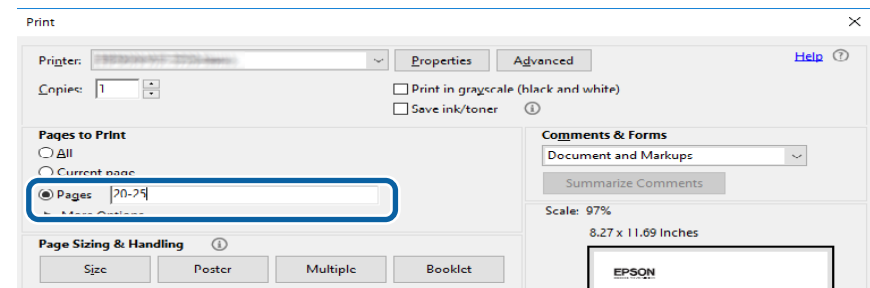 Print
Printer: Properties Advanced Help
Copies: 1 Print in grayscale (black and white)
Save ink/toner
Pages to Print Comments & Forms
All Document and Markups
Current page
Pages 20-25 Summarize Comments
More Options
Scale: 97%
8.27 x 11.69 Inches
Page Sizing & Handling
Size Poster Multiple Booklet
EPSON